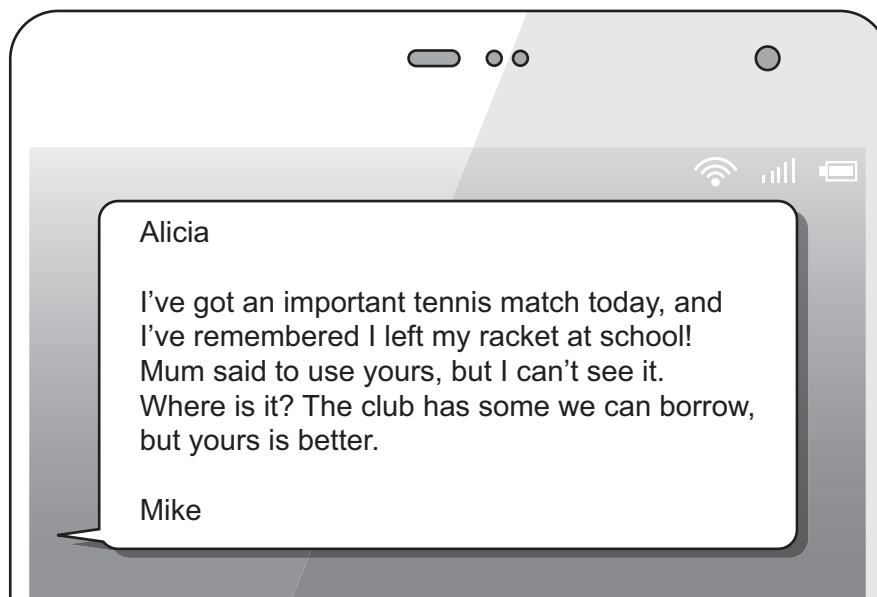 Alicia
I’ve got an important tennis match today, and
I’ve remembered I left my racket at school!
Mum said to use yours, but I can’t see it.
Where is it? The club has some we can borrow,
but yours is better.
Mike